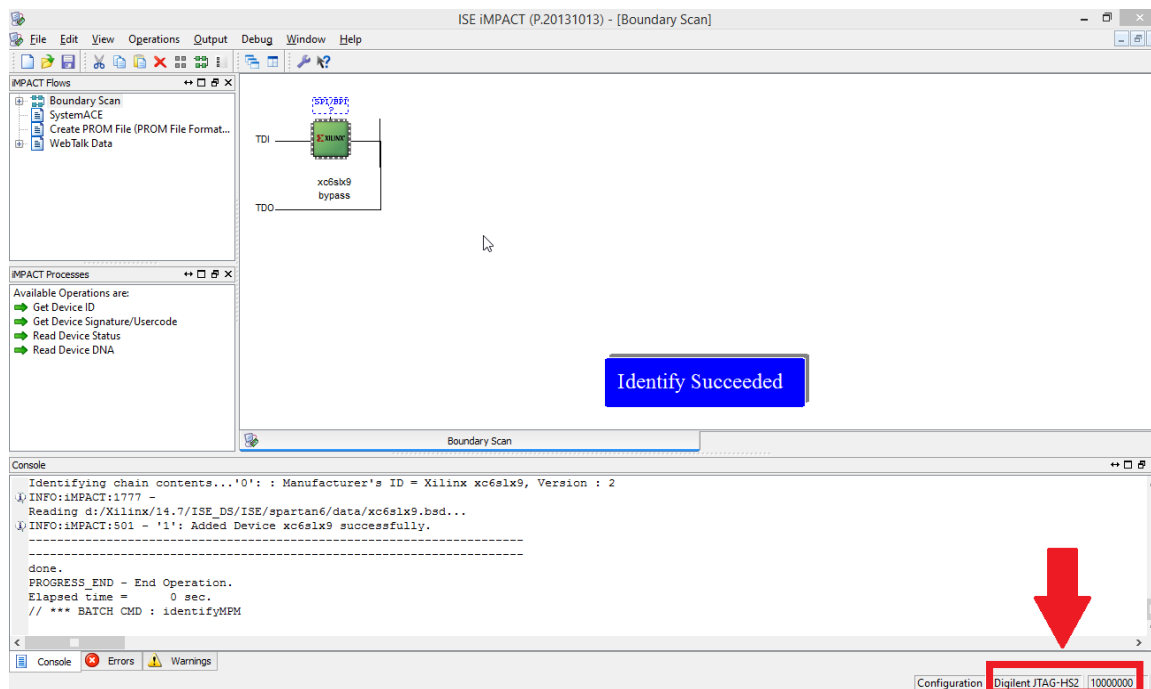 ISE iMPACT (P.20131013) - [Boundary Scan]
File Edit View Operations Output Debug Window Help
iMPACT Flows
Boundary Scan
SystemACE
Create PROM File (PROM File Format...
WebTalk Data
SPI/BPI
?
TDI
XILINX
xc6slx9
bypass
TDO
iMPACT Processes
Available Operations are:
Get Device ID
Get Device Signature/Usercode
Read Device Status
Read Device DNA
Identify Succeeded
Boundary Scan
Console
Identifying chain contents...'0': : Manufacturer's ID = Xilinx xc6slx9, Version : 2
INFO:iMPACT:1777 -
Reading d:/Xilinx/14.7/ISE_DS/ISE/spartan6/data/xc6slx9.bsd...
INFO:iMPACT:501 - '1': Added Device xc6slx9 successfully.
----------------------------------------------------------------------
----------------------------------------------------------------------
done.
PROGRESS_END - End Operation.
Elapsed time =      0 sec.
// *** BATCH CMD : identifyMPM
Console Errors Warnings
Configuration Digilent JTAG-HS2 10000000